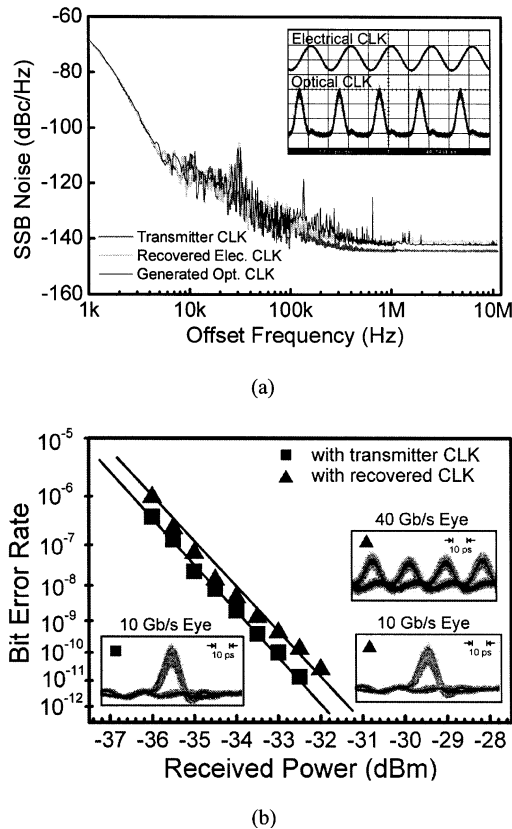 (a)
-60
-80
-100
-120
-140
-160
SSB Noise (dBc/Hz)
Electrical CLK
Optical CLK
Transmitter CLK
Recovered Elec. CLK
Generated Opt. CLK
1k 10k 100k 1M 10M
Offset Frequency (Hz)
(a)
(b)
10^-5
10^-6
10^-7
10^-8
10^-9
10^-10
10^-11
10^-12
Bit Error Rate
with transmitter CLK
with recovered CLK
40 Gb/s Eye
10 ps
10 Gb/s Eye
10 ps
10 Gb/s Eye
10 ps
-37 -36 -35 -34 -33 -32 -31 -30 -29 -28
Received Power (dBm)
(b)